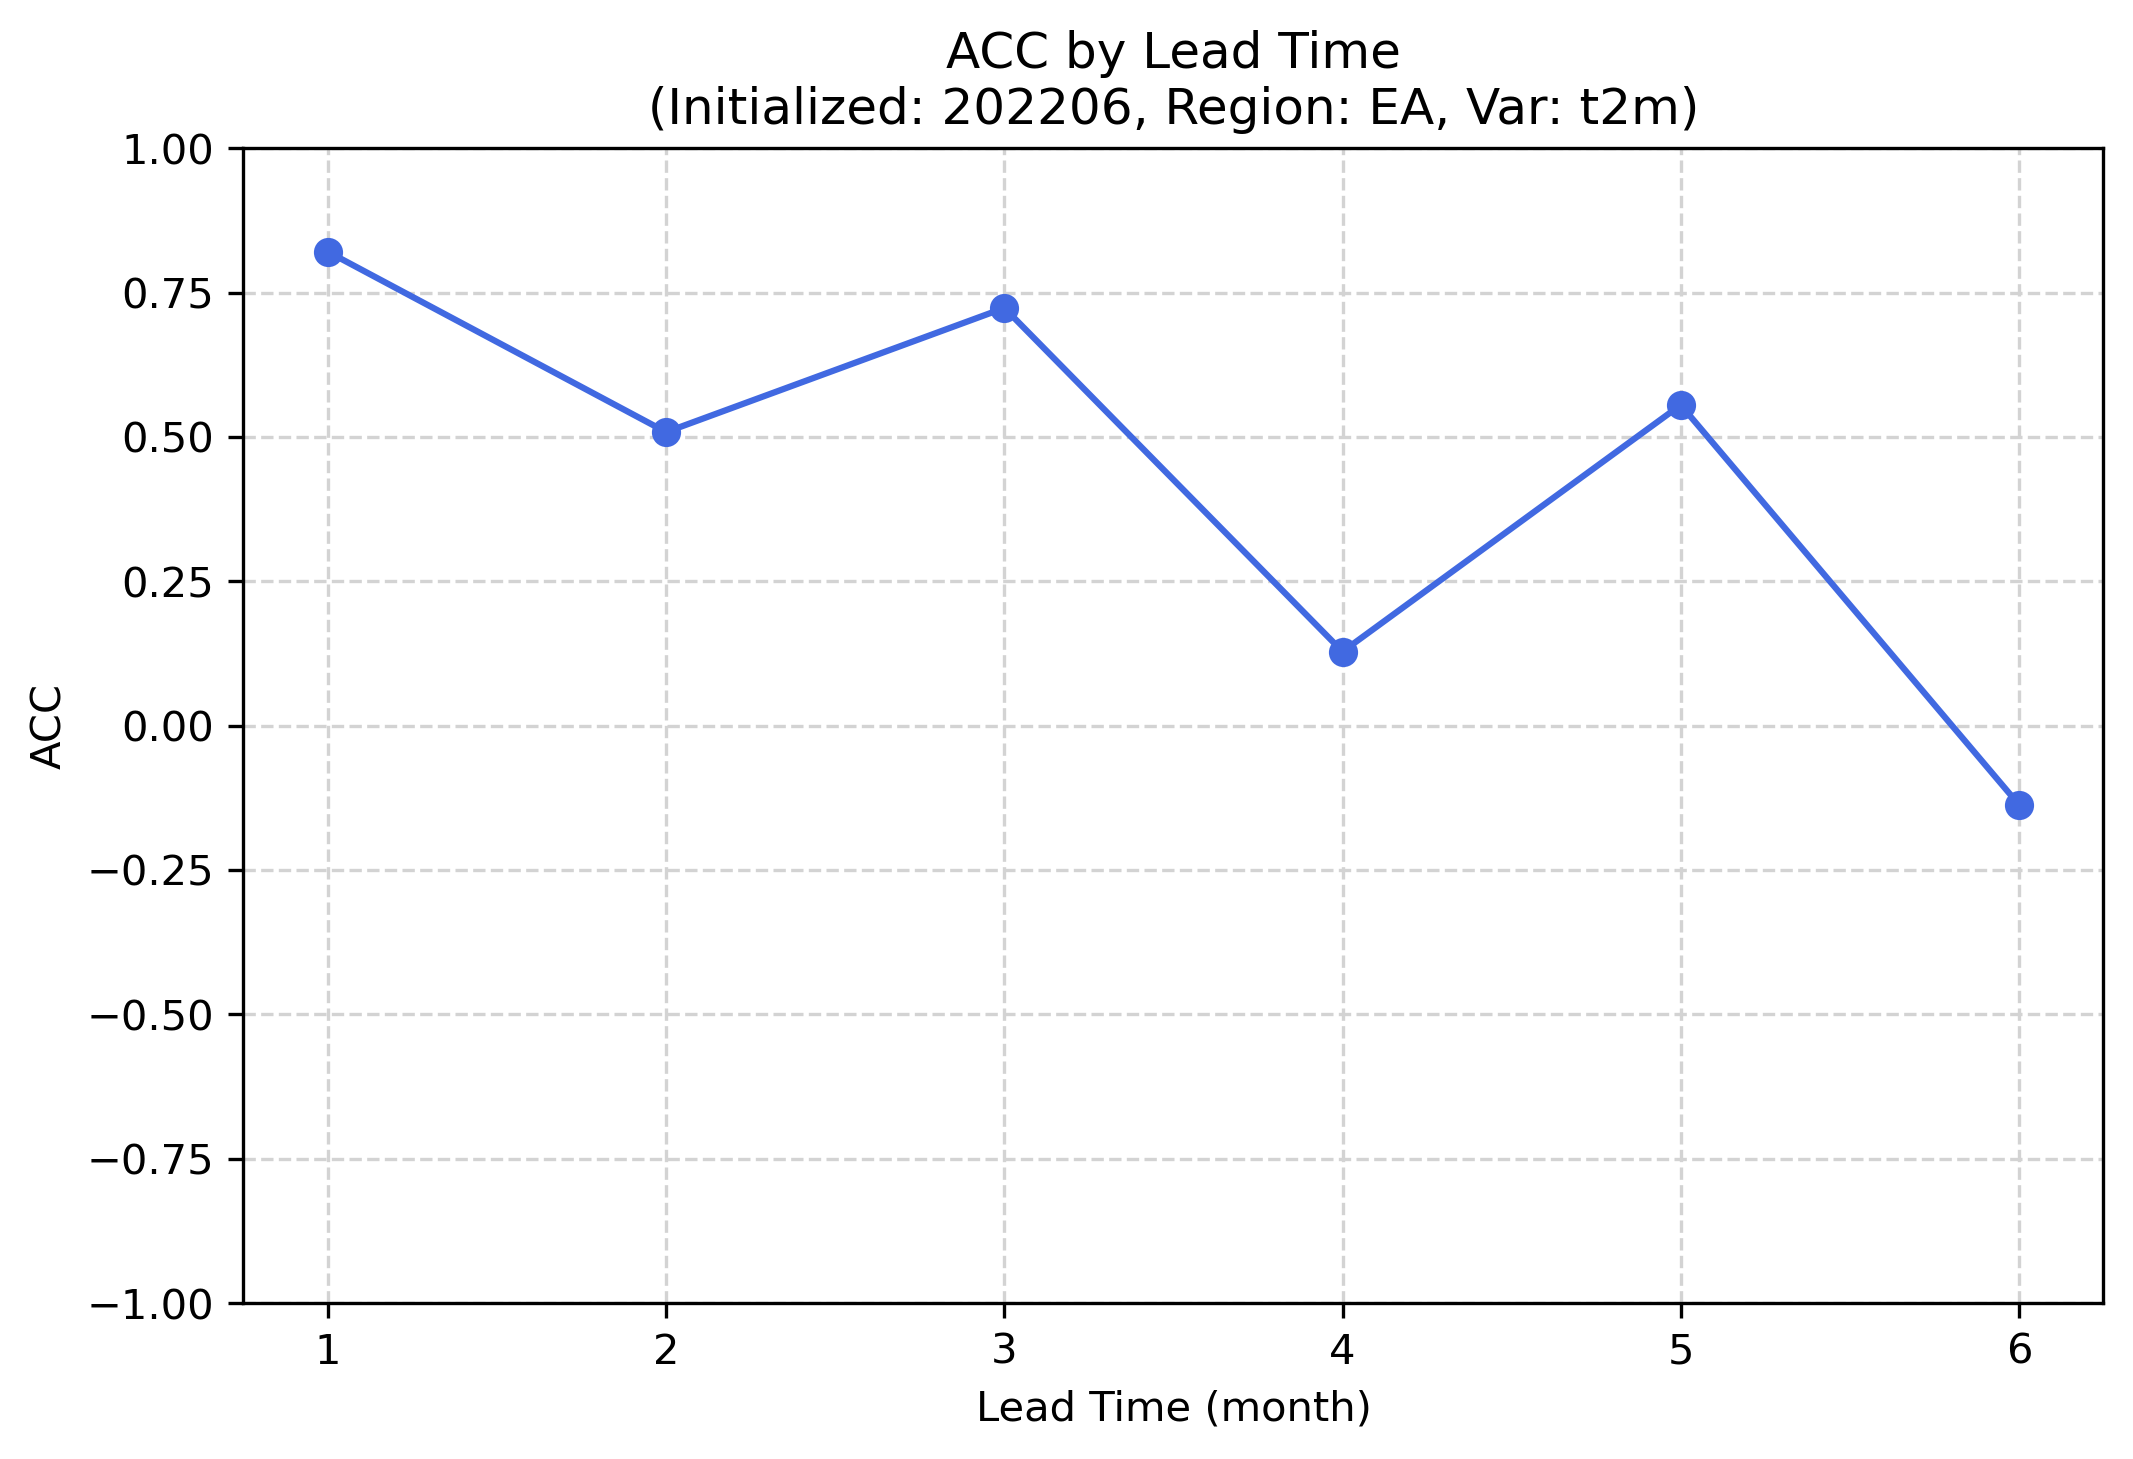 ACC by Lead Time
(Initialized: 202206, Region: EA, Var: t2m)
1.00
0.75
0.50
0.25
0.00
−0.25
−0.50
−0.75
−1.00
ACC
1 2 3 4 5 6
Lead Time (month)